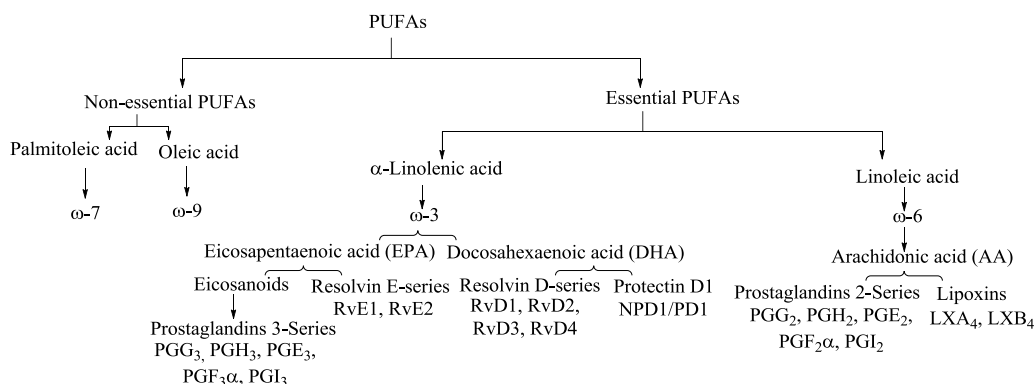 PUFAs
Non-essential PUFAs
Essential PUFAs
Palmitoleic acid
Oleic acid
α-Linolenic acid
Linoleic acid
ω-7
ω-9
ω-3
ω-6
Eicosapentaenoic acid (EPA)
Docosahexaenoic acid (DHA)
Arachidonic acid (AA)
Eicosanoids
Resolvin E-series
RvE1, RvE2
Resolvin D-series
RvD1, RvD2,
RvD3, RvD4
Protectin D1
NPD1/PD1
Prostaglandins 2-Series
PGG₂, PGH₂, PGE₂,
PGF₂α, PGI₂
Lipoxins
LXA₄, LXB₄
Prostaglandins 3-Series
PGG₃, PGH₃, PGE₃,
PGF₃α, PGI₃